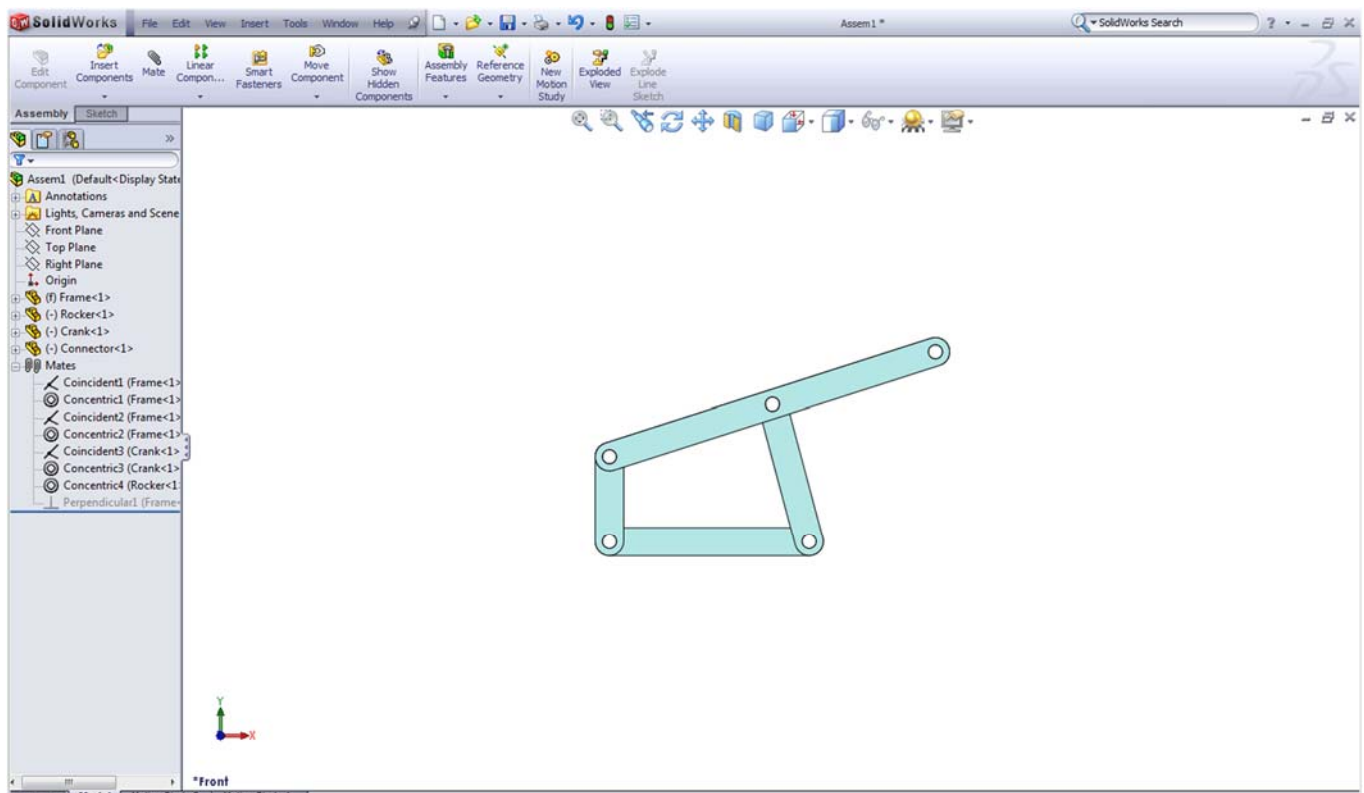 SolidWorks File Edit View Insert Tools Window Help Assem1 * SolidWorks Search ?
Edit Component
Insert Components
Mate
Linear Compon...
Smart Fasteners
Move Component
Show Hidden Components
Assembly Features
Reference Geometry
New Motion Study
Exploded View
Explode Line Sketch
Assembly Sketch
Assem1 (Default<Display State
A Annotations
Lights, Cameras and Scene
Front Plane
Top Plane
Right Plane
Origin
(f) Frame<1>
(-) Rocker<1>
(-) Crank<1>
(-) Connector<1>
Mates
Coincident1 (Frame<1>
Concentric1 (Frame<1>
Coincident2 (Frame<1>
Concentric2 (Frame<1>
Coincident3 (Crank<1>
Concentric3 (Crank<1>
Concentric4 (Rocker<1
Perpendicular1 (Frame<
Y
X
*Front